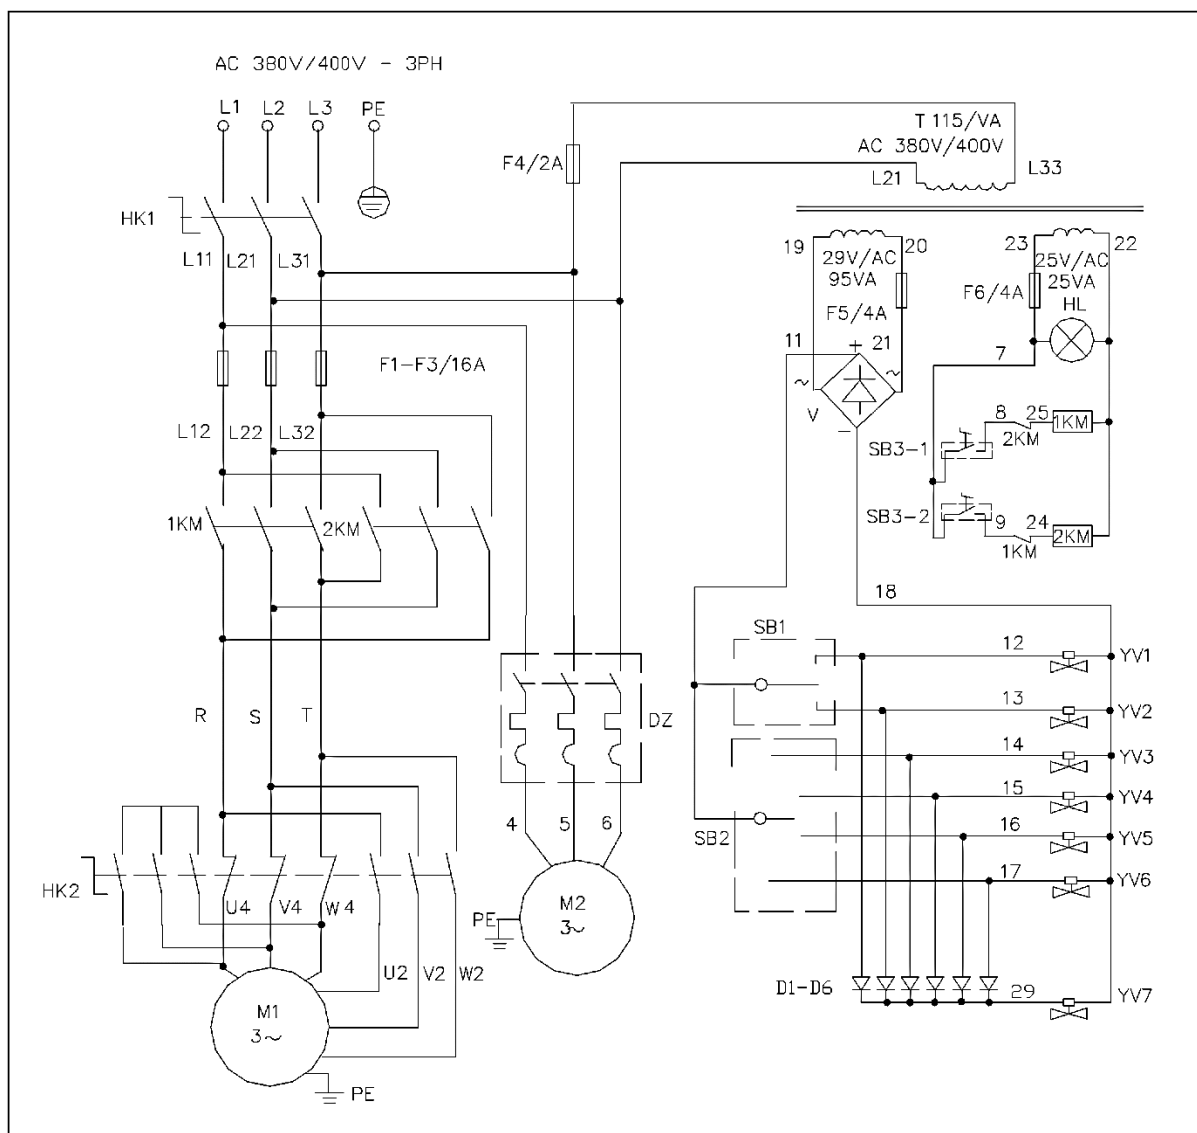 AC 380V/400V - 3PH
L1 L2 L3 PE
T 115/VA
AC 380V/400V
F4/2A
L21 L33
HK1
L11 L21 L31
19 20 23 22
29V/AC
95VA
25V/AC
25VA
F5/4A
F6/4A
HL
11 + 21
7
F1-F3/16A
~ ~
V
-
L12 L22 L32
8 25 1KM
2KM
SB3-1
SB3-2
9 24 2KM
1KM
1KM 2KM
18
SB1
12 YV1
R S T
DZ
13 YV2
14 YV3
15 YV4
4 5 6
SB2
16 YV5
17 YV6
HK2
U4 V4 W4
M2
3~
PE
U2 V2 W2
D1-D6
29 YV7
M1
3~
PE